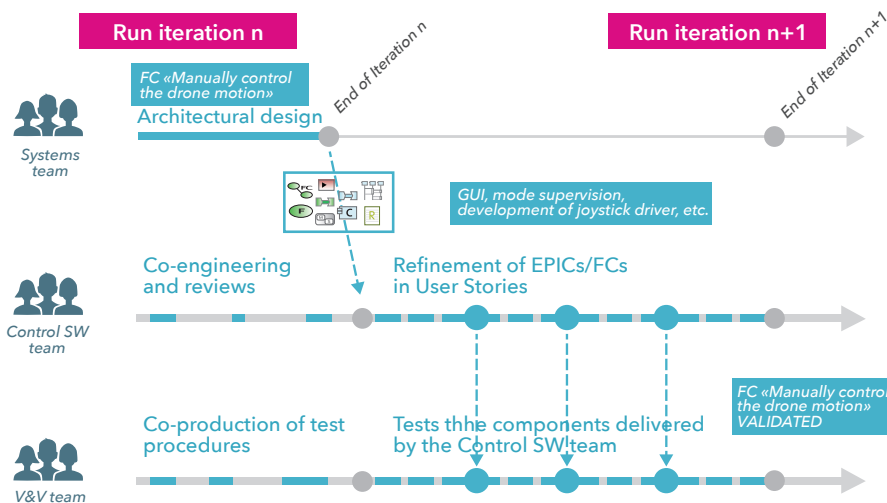 Run iteration n
Run iteration n+1
End of Iteration n
End of Iteration n+1
FC «Manually control
the drone motion»
Architectural design
Systems
team
FC
F
C
R
GUI, mode supervision,
development of joystick driver, etc.
Co-engineering
and reviews
Refinement of EPICs/FCs
in User Stories
Control SW
team
FC «Manually control
the drone motion»
VALIDATED
Co-production of test
procedures
Tests thhe components delivered
by the Control SW team
V&V team